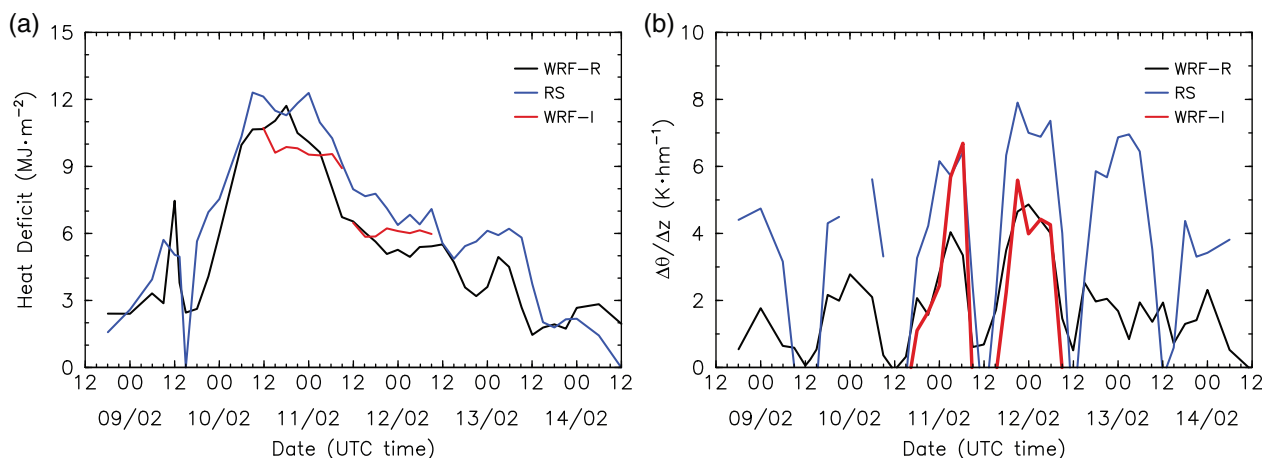 (a)
15
12
9
6
3
0
Heat Deficit (MJ·m⁻²)
WRF–R
RS
WRF–I
12 00 12 00 12 00 12 00 12 00 12 00 12
09/02 10/02 11/02 12/02 13/02 14/02
Date (UTC time)
(b)
10
8
6
4
2
0
Δθ/Δz (K·hm⁻¹)
WRF–R
RS
WRF–I
12 00 12 00 12 00 12 00 12 00 12 00 12
09/02 10/02 11/02 12/02 13/02 14/02
Date (UTC time)